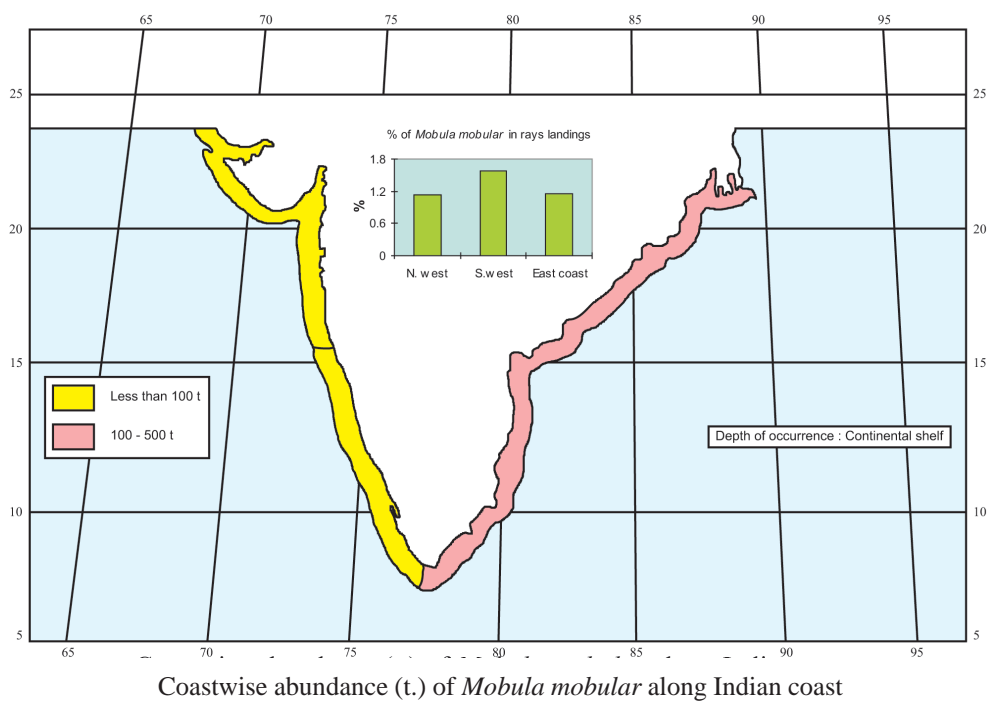 65 70 75 80 85 90 95
25 25
% of Mobula mobular in rays landings
1.8
1.2
%
0.6
0
N. west S.west East coast
20 20
15 15
Less than 100 t
100 - 500 t
Depth of occurrence : Continental shelf
10 10
5 5
65 70 75 80 85 90 95
Coastwise abundance (t.) of Mobula mobular along Indian coast